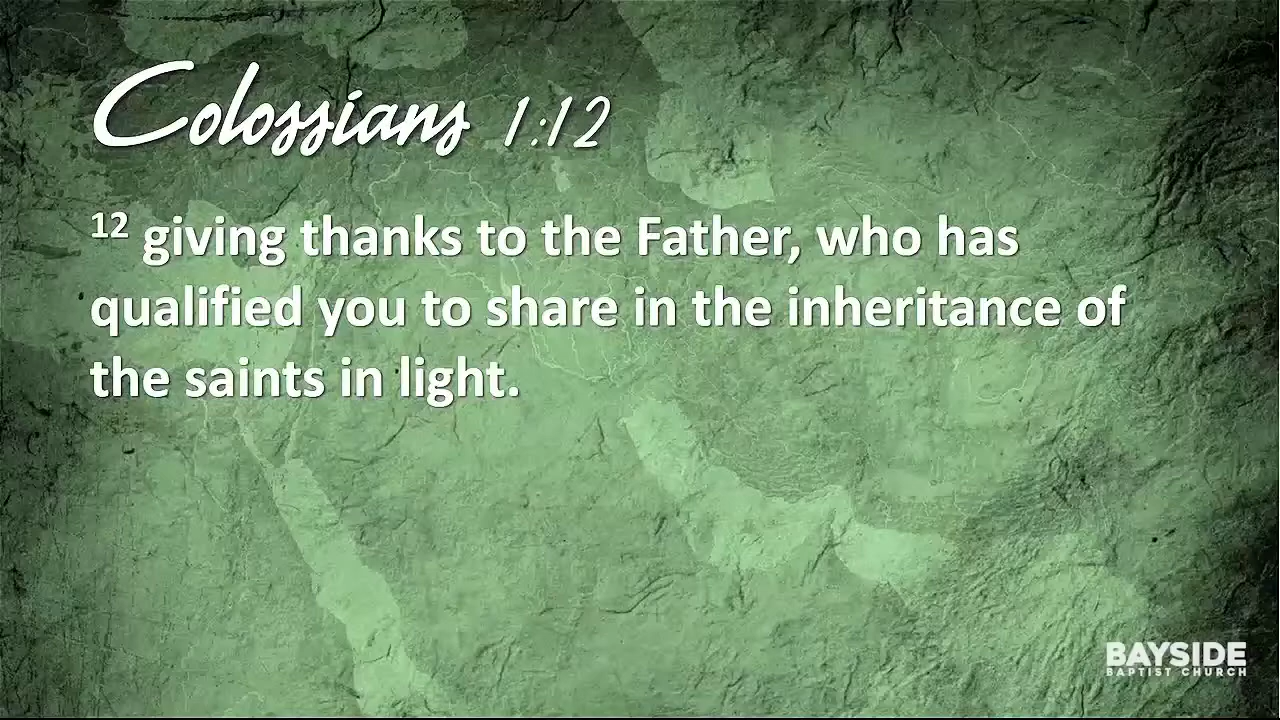 Colossians 1:12
12 giving thanks to the Father, who has
qualified you to share in the inheritance of
the saints in light.
BAYSIDE
BAPTIST CHURCH